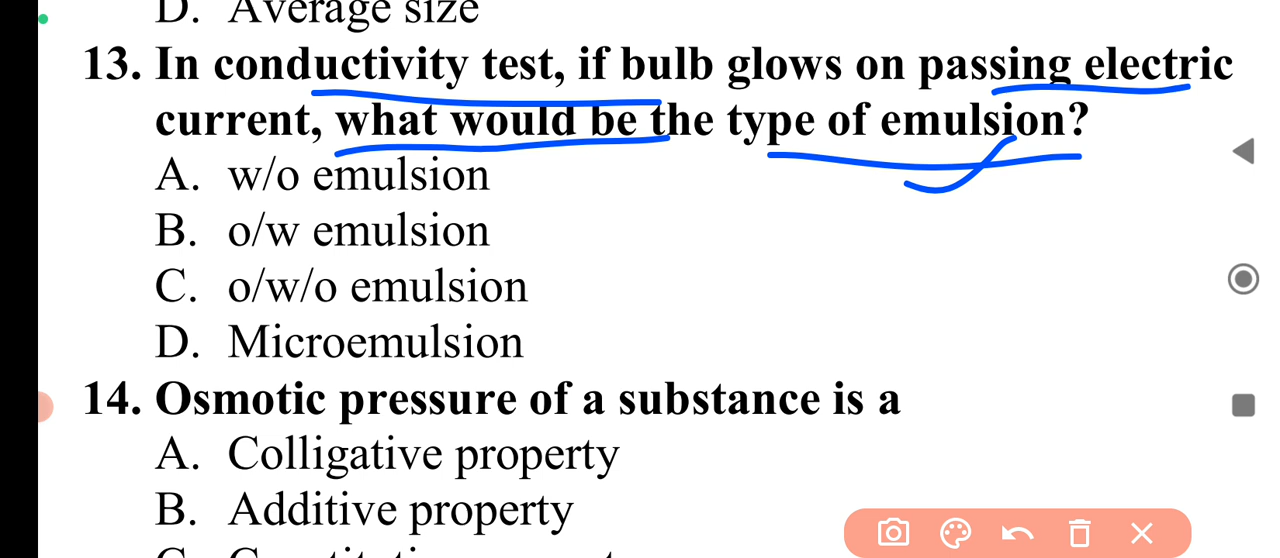 D. Average size
13. In conductivity test, if bulb glows on passing electric
current, what would be the type of emulsion?
A. w/o emulsion
B. o/w emulsion
C. o/w/o emulsion
D. Microemulsion
14. Osmotic pressure of a substance is a
A. Colligative property
B. Additive property